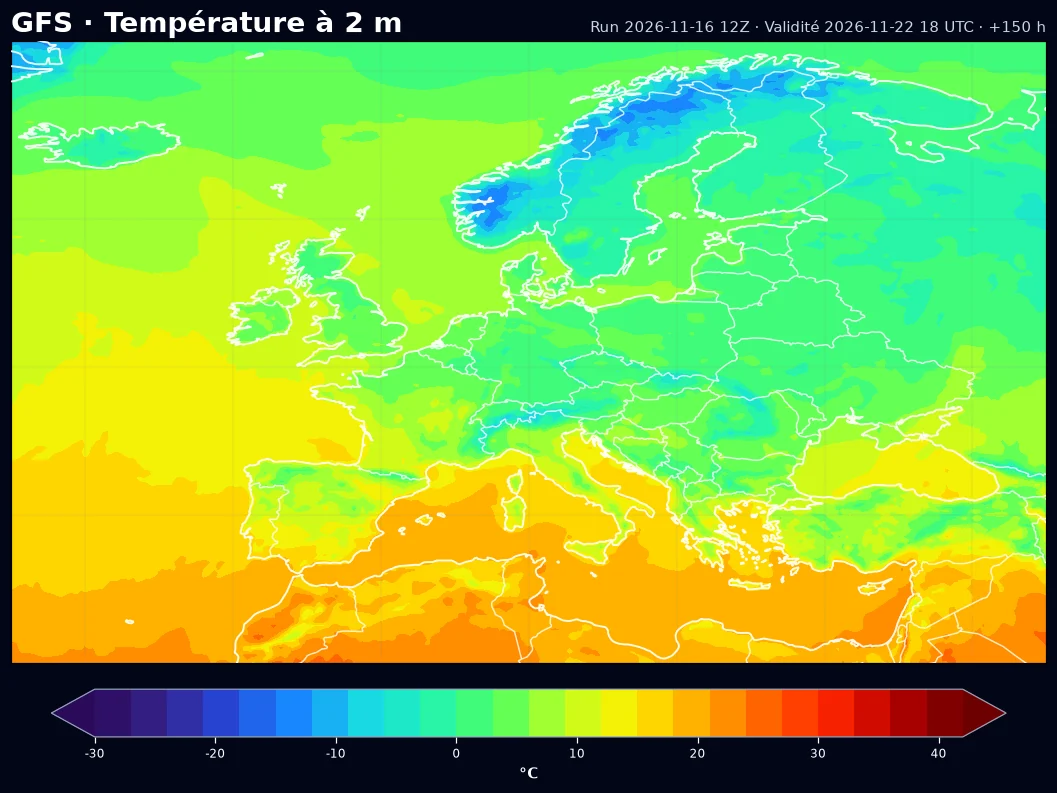 GFS · Température à 2 m
Run 2026-11-16 12Z · Validité 2026-11-22 18 UTC · +150 h
-30 -20 -10 0 10 20 30 40
°C